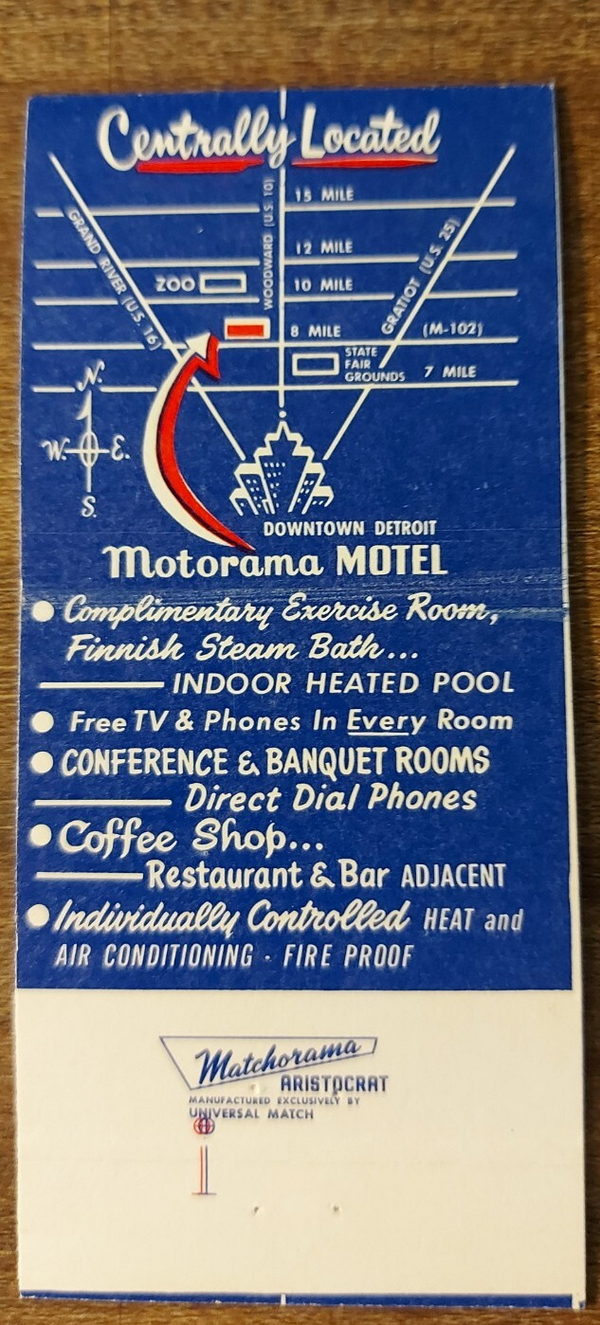 Centrally Located
15 MILE
GRAND RIVER (U.S. 16)
WOODWARD (U.S. 10)
GRATIOT (U.S. 25)
12 MILE
ZOO
10 MILE
8 MILE
(M-102)
STATE
FAIR
GROUNDS
7 MILE
N.
W. E.
S.
DOWNTOWN DETROIT
Motorama MOTEL
● Complimentary Exercise Room,
Finnish Steam Bath...
INDOOR HEATED POOL
● Free TV & Phones In Every Room
● CONFERENCE & BANQUET ROOMS
Direct Dial Phones
● Coffee Shop...
Restaurant & Bar ADJACENT
● Individually Controlled HEAT and
AIR CONDITIONING · FIRE PROOF
Matchorama
ARISTOCRAT
MANUFACTURED EXCLUSIVELY BY
UNIVERSAL MATCH